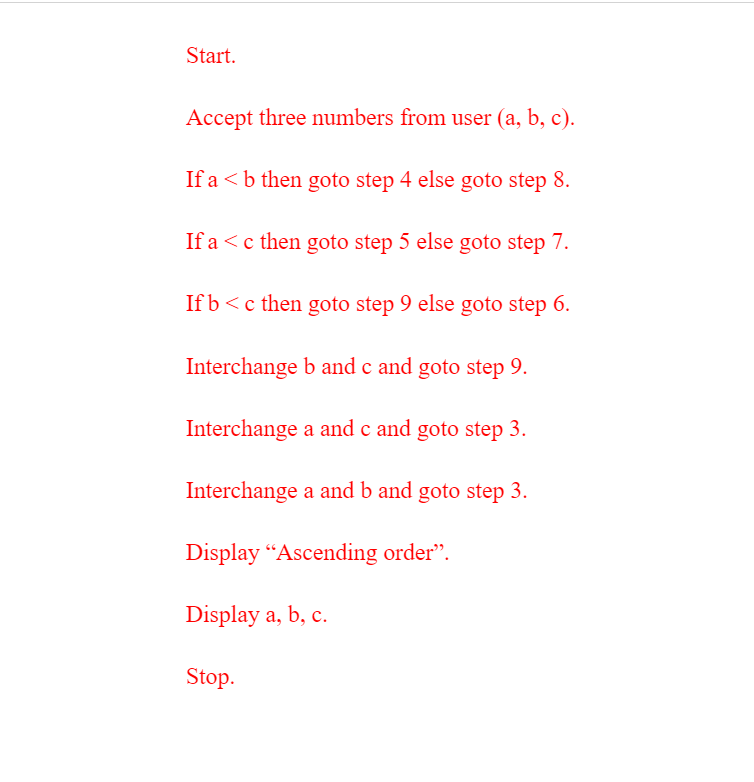 Start.
Accept three numbers from user (a, b, c).
If a < b then goto step 4 else goto step 8.
If a < c then goto step 5 else goto step 7.
If b < c then goto step 9 else goto step 6.
Interchange b and c and goto step 9.
Interchange a and c and goto step 3.
Interchange a and b and goto step 3.
Display “Ascending order”.
Display a, b, c.
Stop.